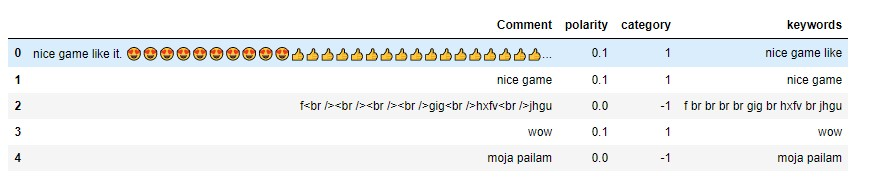 Comment polarity category keywords
0 nice game like it. 😍😍😍😍😍😍😍😍😍😍👍👍👍👍👍👍👍👍👍👍👍👍👍👍👍👍👍... 0.1 1 nice game like
1 nice game 0.1 1 nice game
2 f<br /><br /><br /><br />gig<br />hxfv<br />jhgu 0.0 -1 f br br br br gig br hxfv br jhgu
3 wow 0.1 1 wow
4 moja pailam 0.0 -1 moja pailam